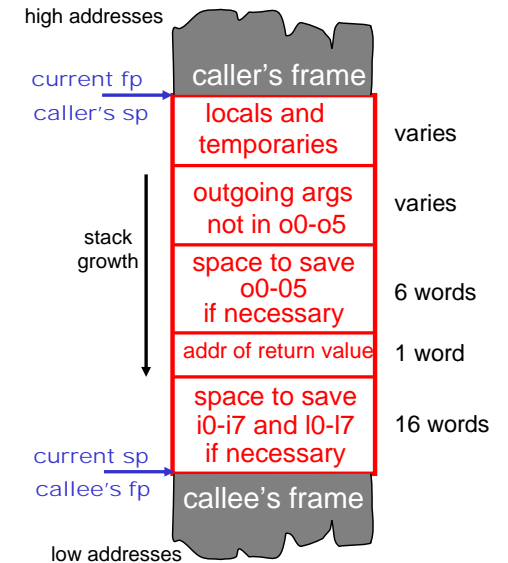 high addresses
caller's frame
current fp
caller's sp
locals and
temporaries
varies
outgoing args
not in o0-o5
varies
stack
growth
space to save
o0-05
if necessary
6 words
addr of return value
1 word
space to save
i0-i7 and l0-l7
if necessary
16 words
current sp
callee's fp
callee's frame
low addresses